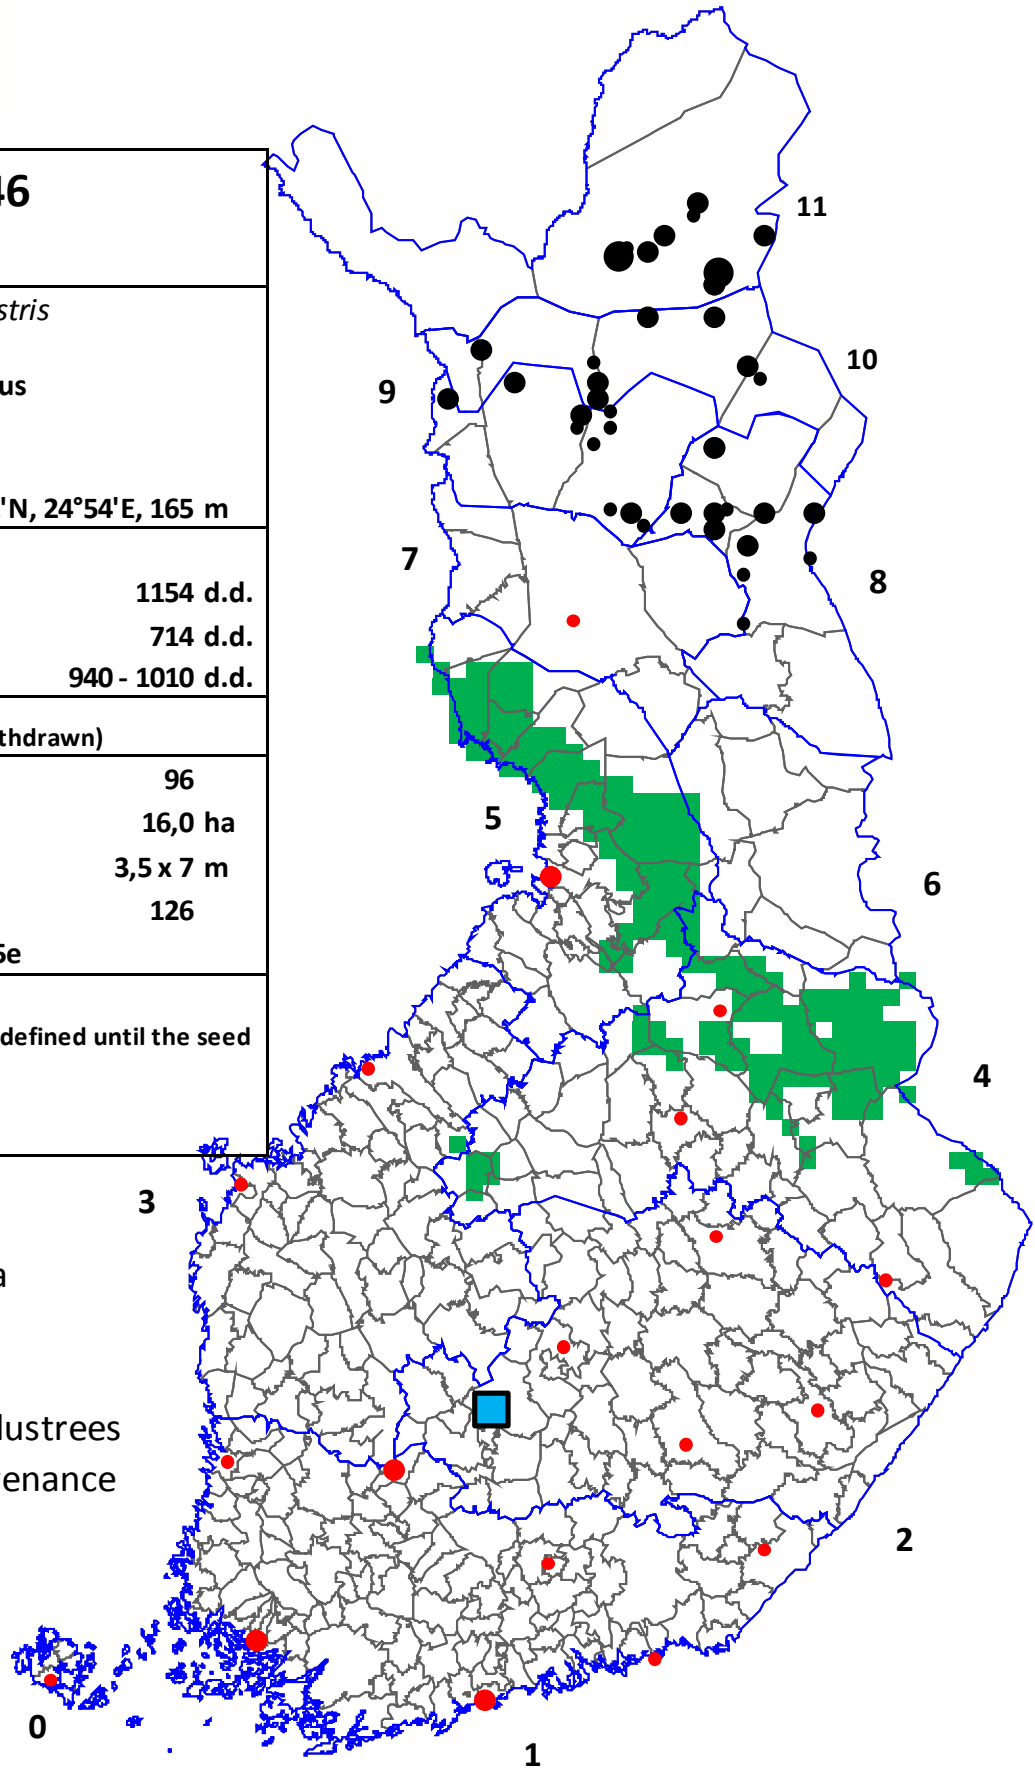 46
stris
us
'N, 24°54'E, 165 m
1154 d.d.
714 d.d.
940 - 1010 d.d.
thdrawn)
96
16,0 ha
3,5 x 7 m
126
5e
defined until the seed
a
lustrees
venance
11
10
9
7
8
5
6
4
3
2
0
1